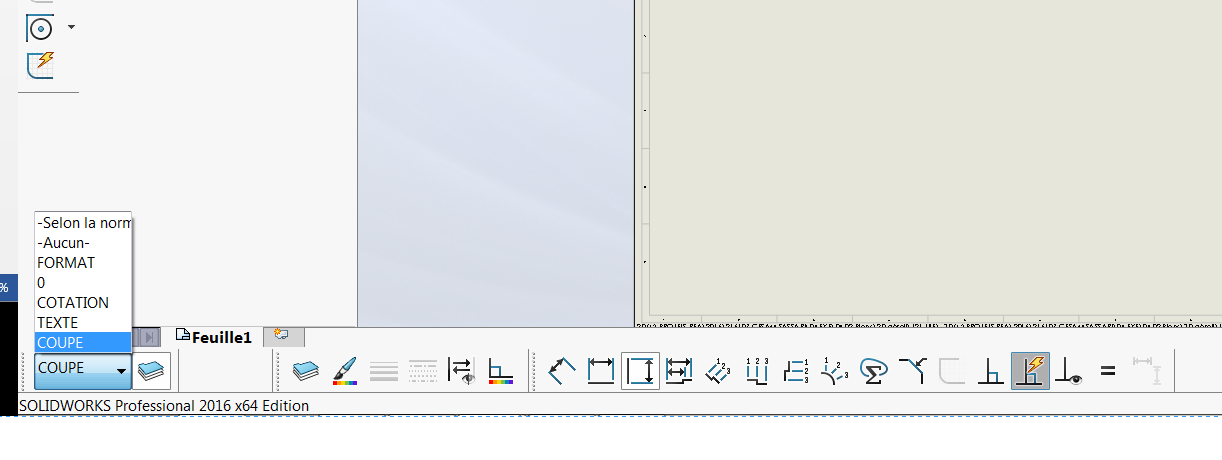 %
-Selon la norm
-Aucun-
FORMAT
0
COTATION
TEXTE
COUPE
Feuille1
COUPE
SOLIDWORKS Professional 2016 x64 Edition